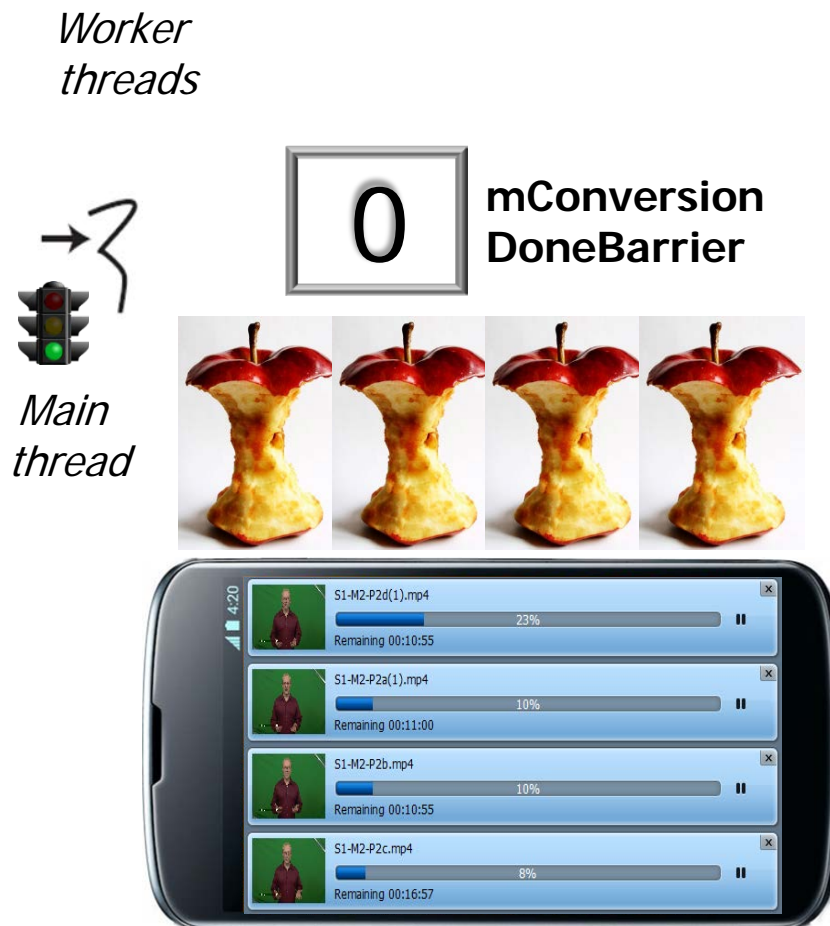 Worker
threads
0
mConversion
DoneBarrier
Main
thread
4:20
S1-M2-P2d(1).mp4
x
23%
Remaining 00:10:55
S1-M2-P2a(1).mp4
x
10%
Remaining 00:11:00
S1-M2-P2b.mp4
x
10%
Remaining 00:10:55
S1-M2-P2c.mp4
x
8%
Remaining 00:16:57